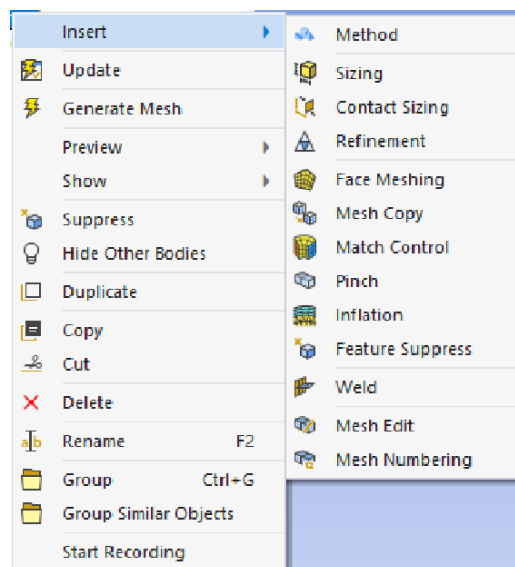 Insert
Update
Generate Mesh
Preview
Show
Suppress
Hide Other Bodies
Duplicate
Copy
Cut
Delete
Rename F2
Group Ctrl+G
Group Similar Objects
Start Recording
Method
Sizing
Contact Sizing
Refinement
Face Meshing
Mesh Copy
Match Control
Pinch
Inflation
Feature Suppress
Weld
Mesh Edit
Mesh Numbering